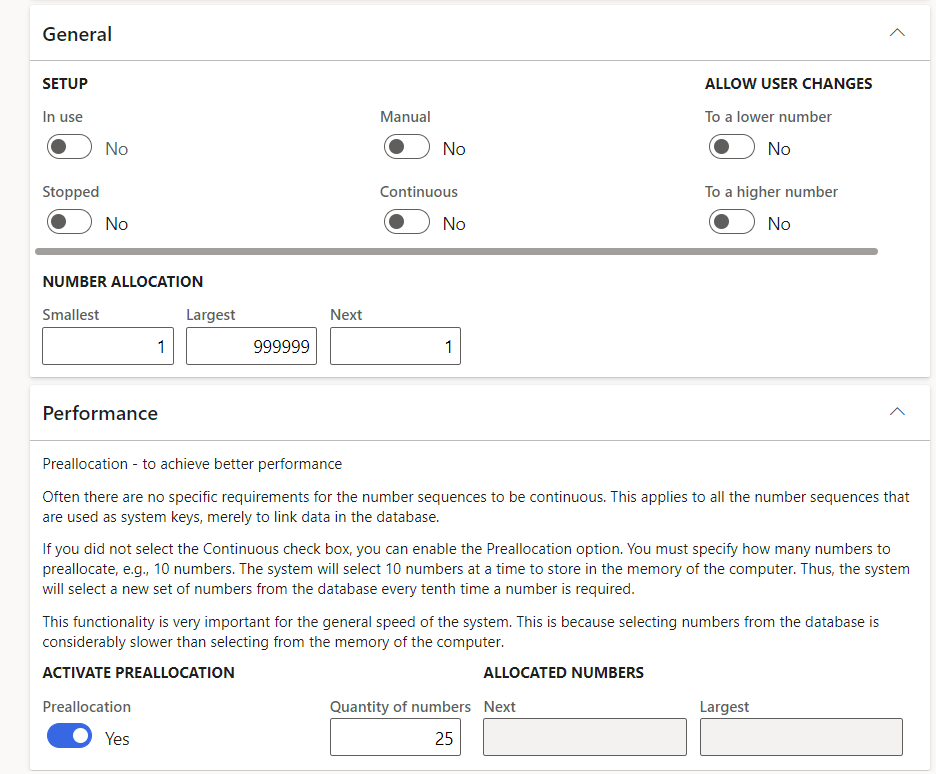 General
SETUP
ALLOW USER CHANGES
In use
Manual
To a lower number
No
No
No
Stopped
Continuous
To a higher number
No
No
No
NUMBER ALLOCATION
Smallest
Largest
Next
1
999999
1
Performance
Preallocation - to achieve better performance
Often there are no specific requirements for the number sequences to be continuous. This applies to all the number sequences that
are used as system keys, merely to link data in the database.
If you did not select the Continuous check box, you can enable the Preallocation option. You must specify how many numbers to
preallocate, e.g., 10 numbers. The system will select 10 numbers at a time to store in the memory of the computer. Thus, the system
will select a new set of numbers from the database every tenth time a number is required.
This functionality is very important for the general speed of the system. This is because selecting numbers from the database is
considerably slower than selecting from the memory of the computer.
ACTIVATE PREALLOCATION
ALLOCATED NUMBERS
Preallocation
Quantity of numbers
Next
Largest
Yes
25